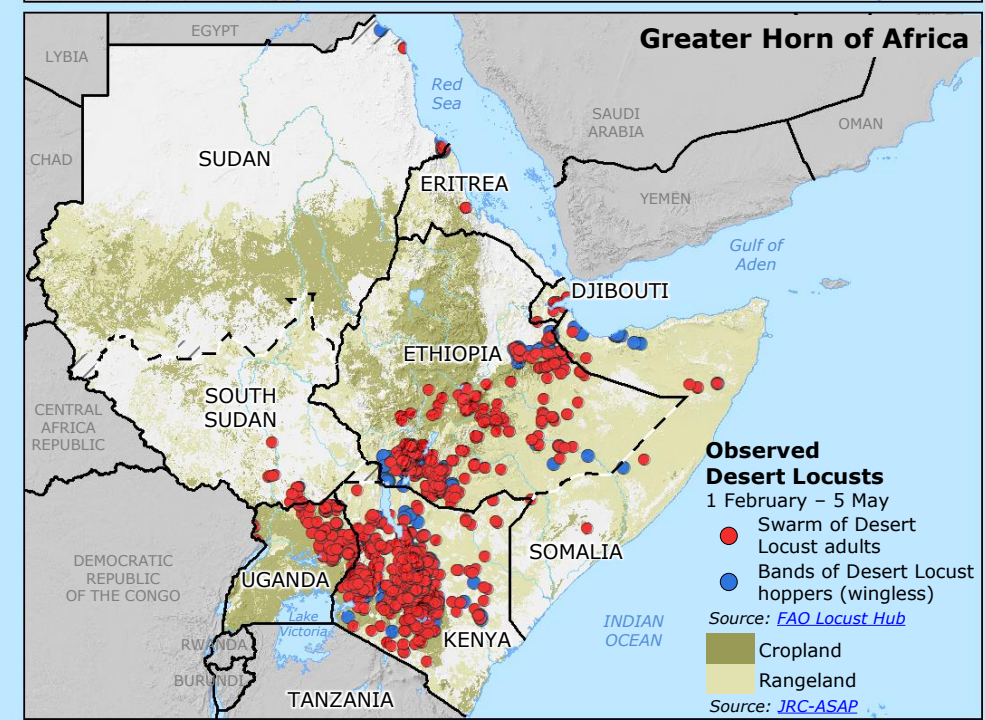 Greater Horn of Africa
EGYPT
LYBIA
Red
Sea
SAUDI
ARABIA
OMAN
CHAD
SUDAN
ERITREA
YEMEN
Gulf of
Aden
DJIBOUTI
ETHIOPIA
SOUTH
SUDAN
CENTRAL
AFRICA
REPUBLIC
Observed
Desert Locusts
1 February – 5 May
Swarm of Desert
Locust adults
Bands of Desert Locust
hoppers (wingless)
Source: FAO Locust Hub
Cropland
Rangeland
Source: JRC-ASAP
SOMALIA
DEMOCRATIC
REPUBLIC
OF THE CONGO
UGANDA
Lake
Victoria
INDIAN
OCEAN
KENYA
RWANDA
BURUNDI
TANZANIA